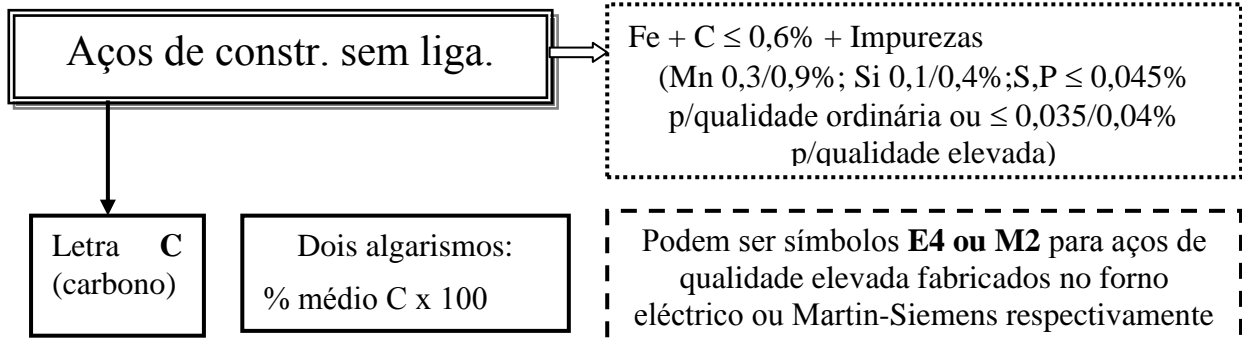 Aços de constr. sem liga.
Fe + C ≤ 0,6% + Impurezas
(Mn 0,3/0,9%; Si 0,1/0,4%;S,P ≤ 0,045%
p/qualidade ordinária ou ≤ 0,035/0,04%
p/qualidade elevada)
Letra C
(carbono)
Dois algarismos:
% médio C x 100
Podem ser símbolos E4 ou M2 para aços de
qualidade elevada fabricados no forno
eléctrico ou Martin-Siemens respectivamente